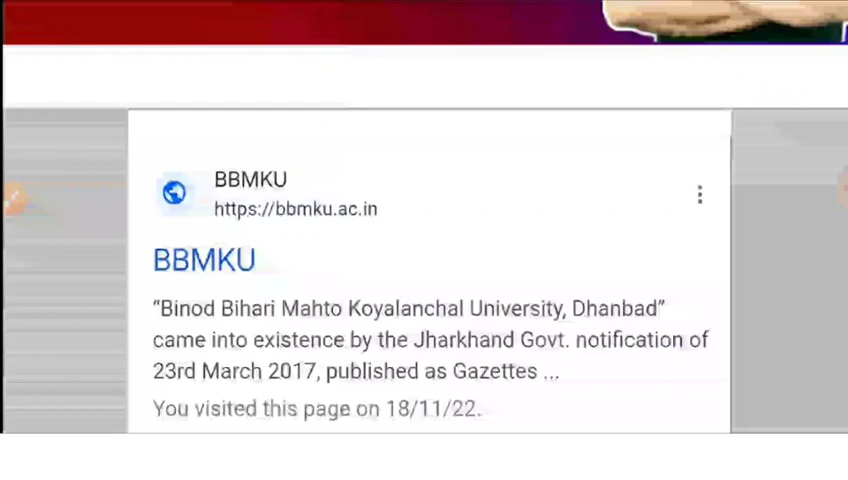 BBMKU
https://bbmku.ac.in
BBMKU
“Binod Bihari Mahto Koyalanchal University, Dhanbad”
came into existence by the Jharkhand Govt. notification of
23rd March 2017, published as Gazettes ...
You visited this page on 18/11/22.